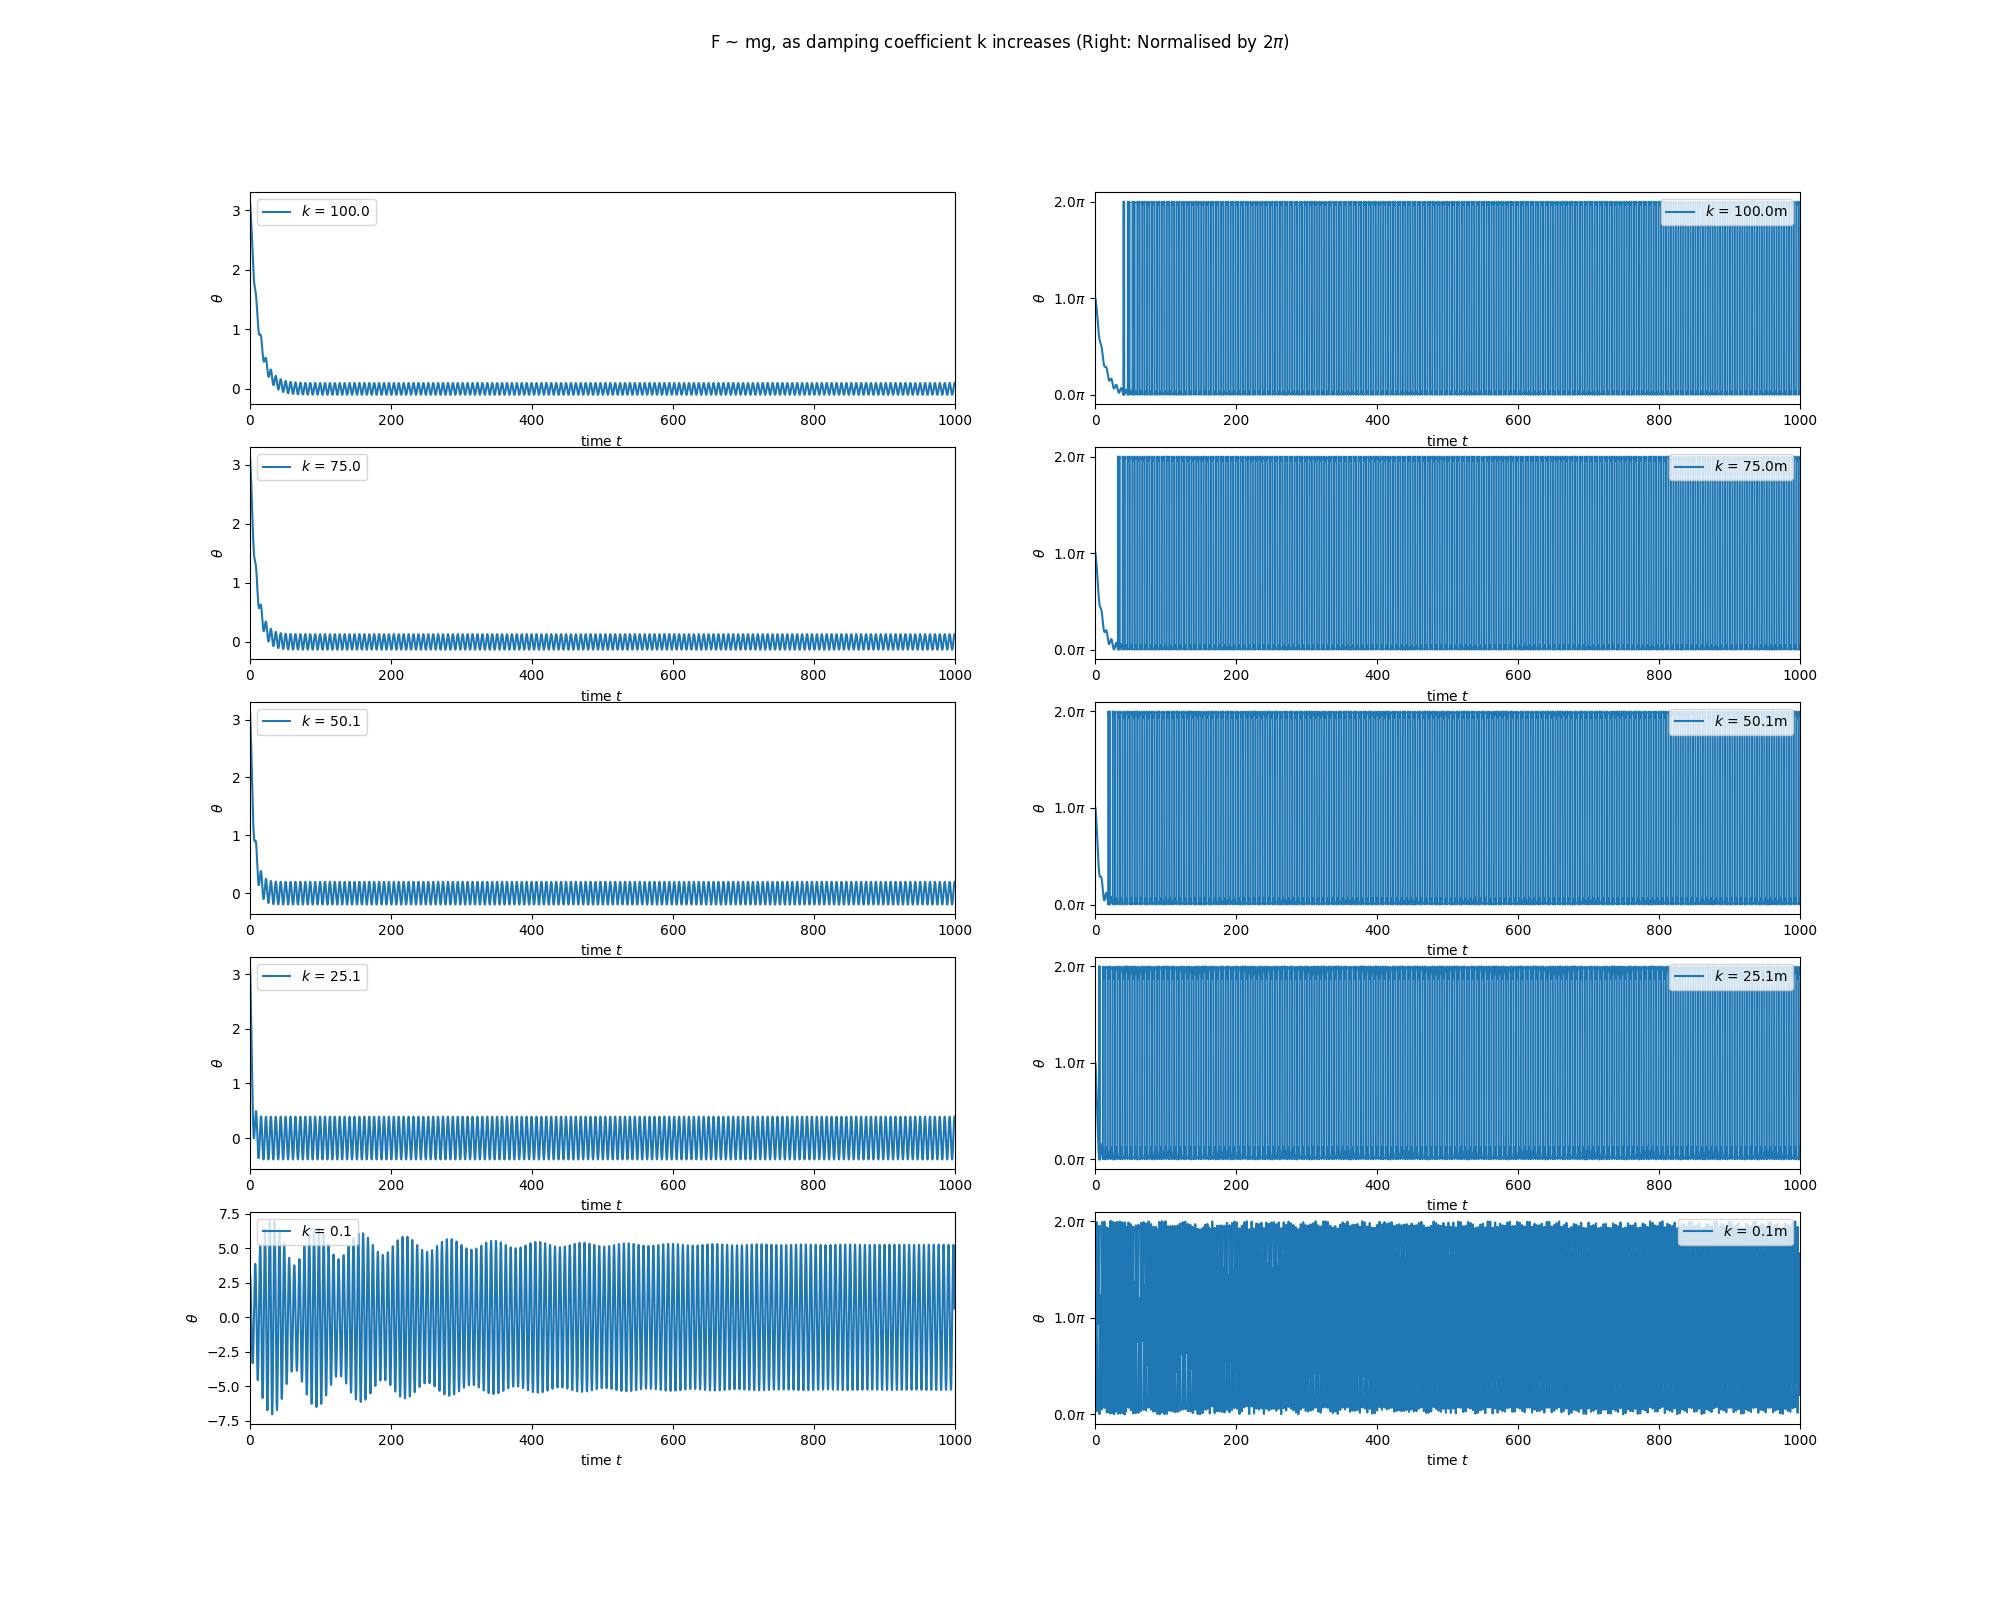 F ~ mg, as damping coefficient k increases (Right: Normalised by 2π)
k = 100.0
3
2
1
0
θ
0 200 400 600 800 1000
time t
k = 100.0m
2.0π
1.0π
0.0π
θ
0 200 400 600 800 1000
time t
k = 75.0
3
2
1
0
θ
0 200 400 600 800 1000
time t
k = 75.0m
2.0π
1.0π
0.0π
θ
0 200 400 600 800 1000
time t
k = 50.1
3
2
1
0
θ
0 200 400 600 800 1000
time t
k = 50.1m
2.0π
1.0π
0.0π
θ
0 200 400 600 800 1000
time t
k = 25.1
3
2
1
0
θ
0 200 400 600 800 1000
time t
k = 25.1m
2.0π
1.0π
0.0π
θ
0 200 400 600 800 1000
time t
k = 0.1
7.5
5.0
2.5
0.0
−2.5
−5.0
−7.5
θ
0 200 400 600 800 1000
time t
k = 0.1m
2.0π
1.0π
0.0π
θ
0 200 400 600 800 1000
time t